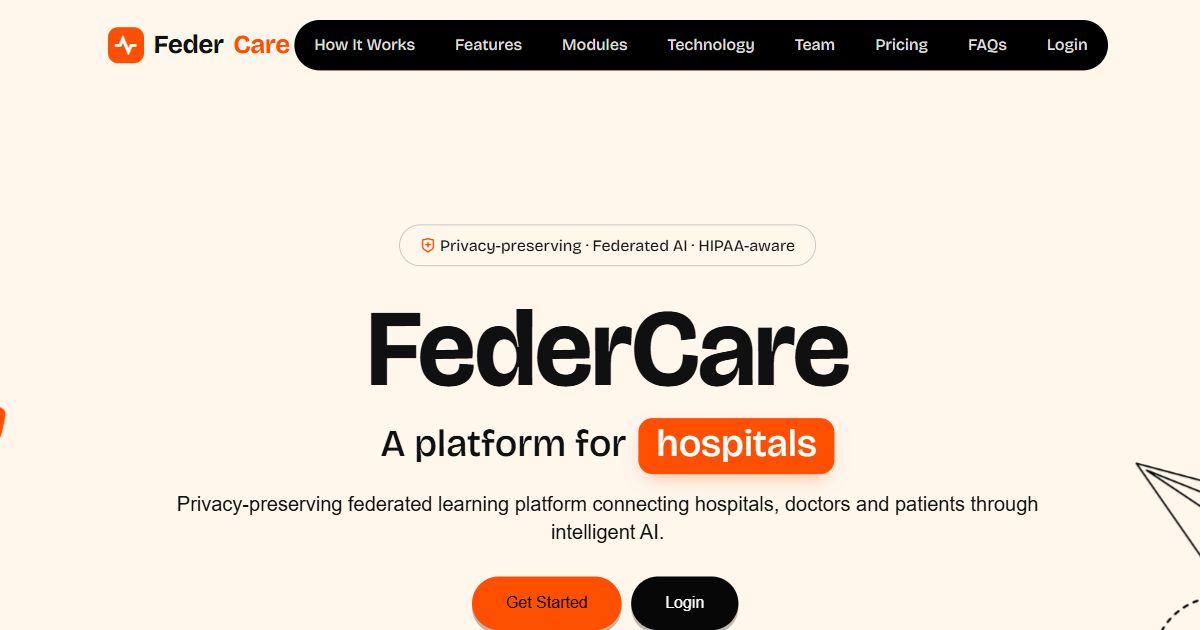 Feder Care How It Works Features Modules Technology Team Pricing FAQs Login
Privacy-preserving · Federated AI · HIPAA-aware
FederCare
A platform for hospitals
Privacy-preserving federated learning platform connecting hospitals, doctors and patients through
intelligent AI.
Get Started Login